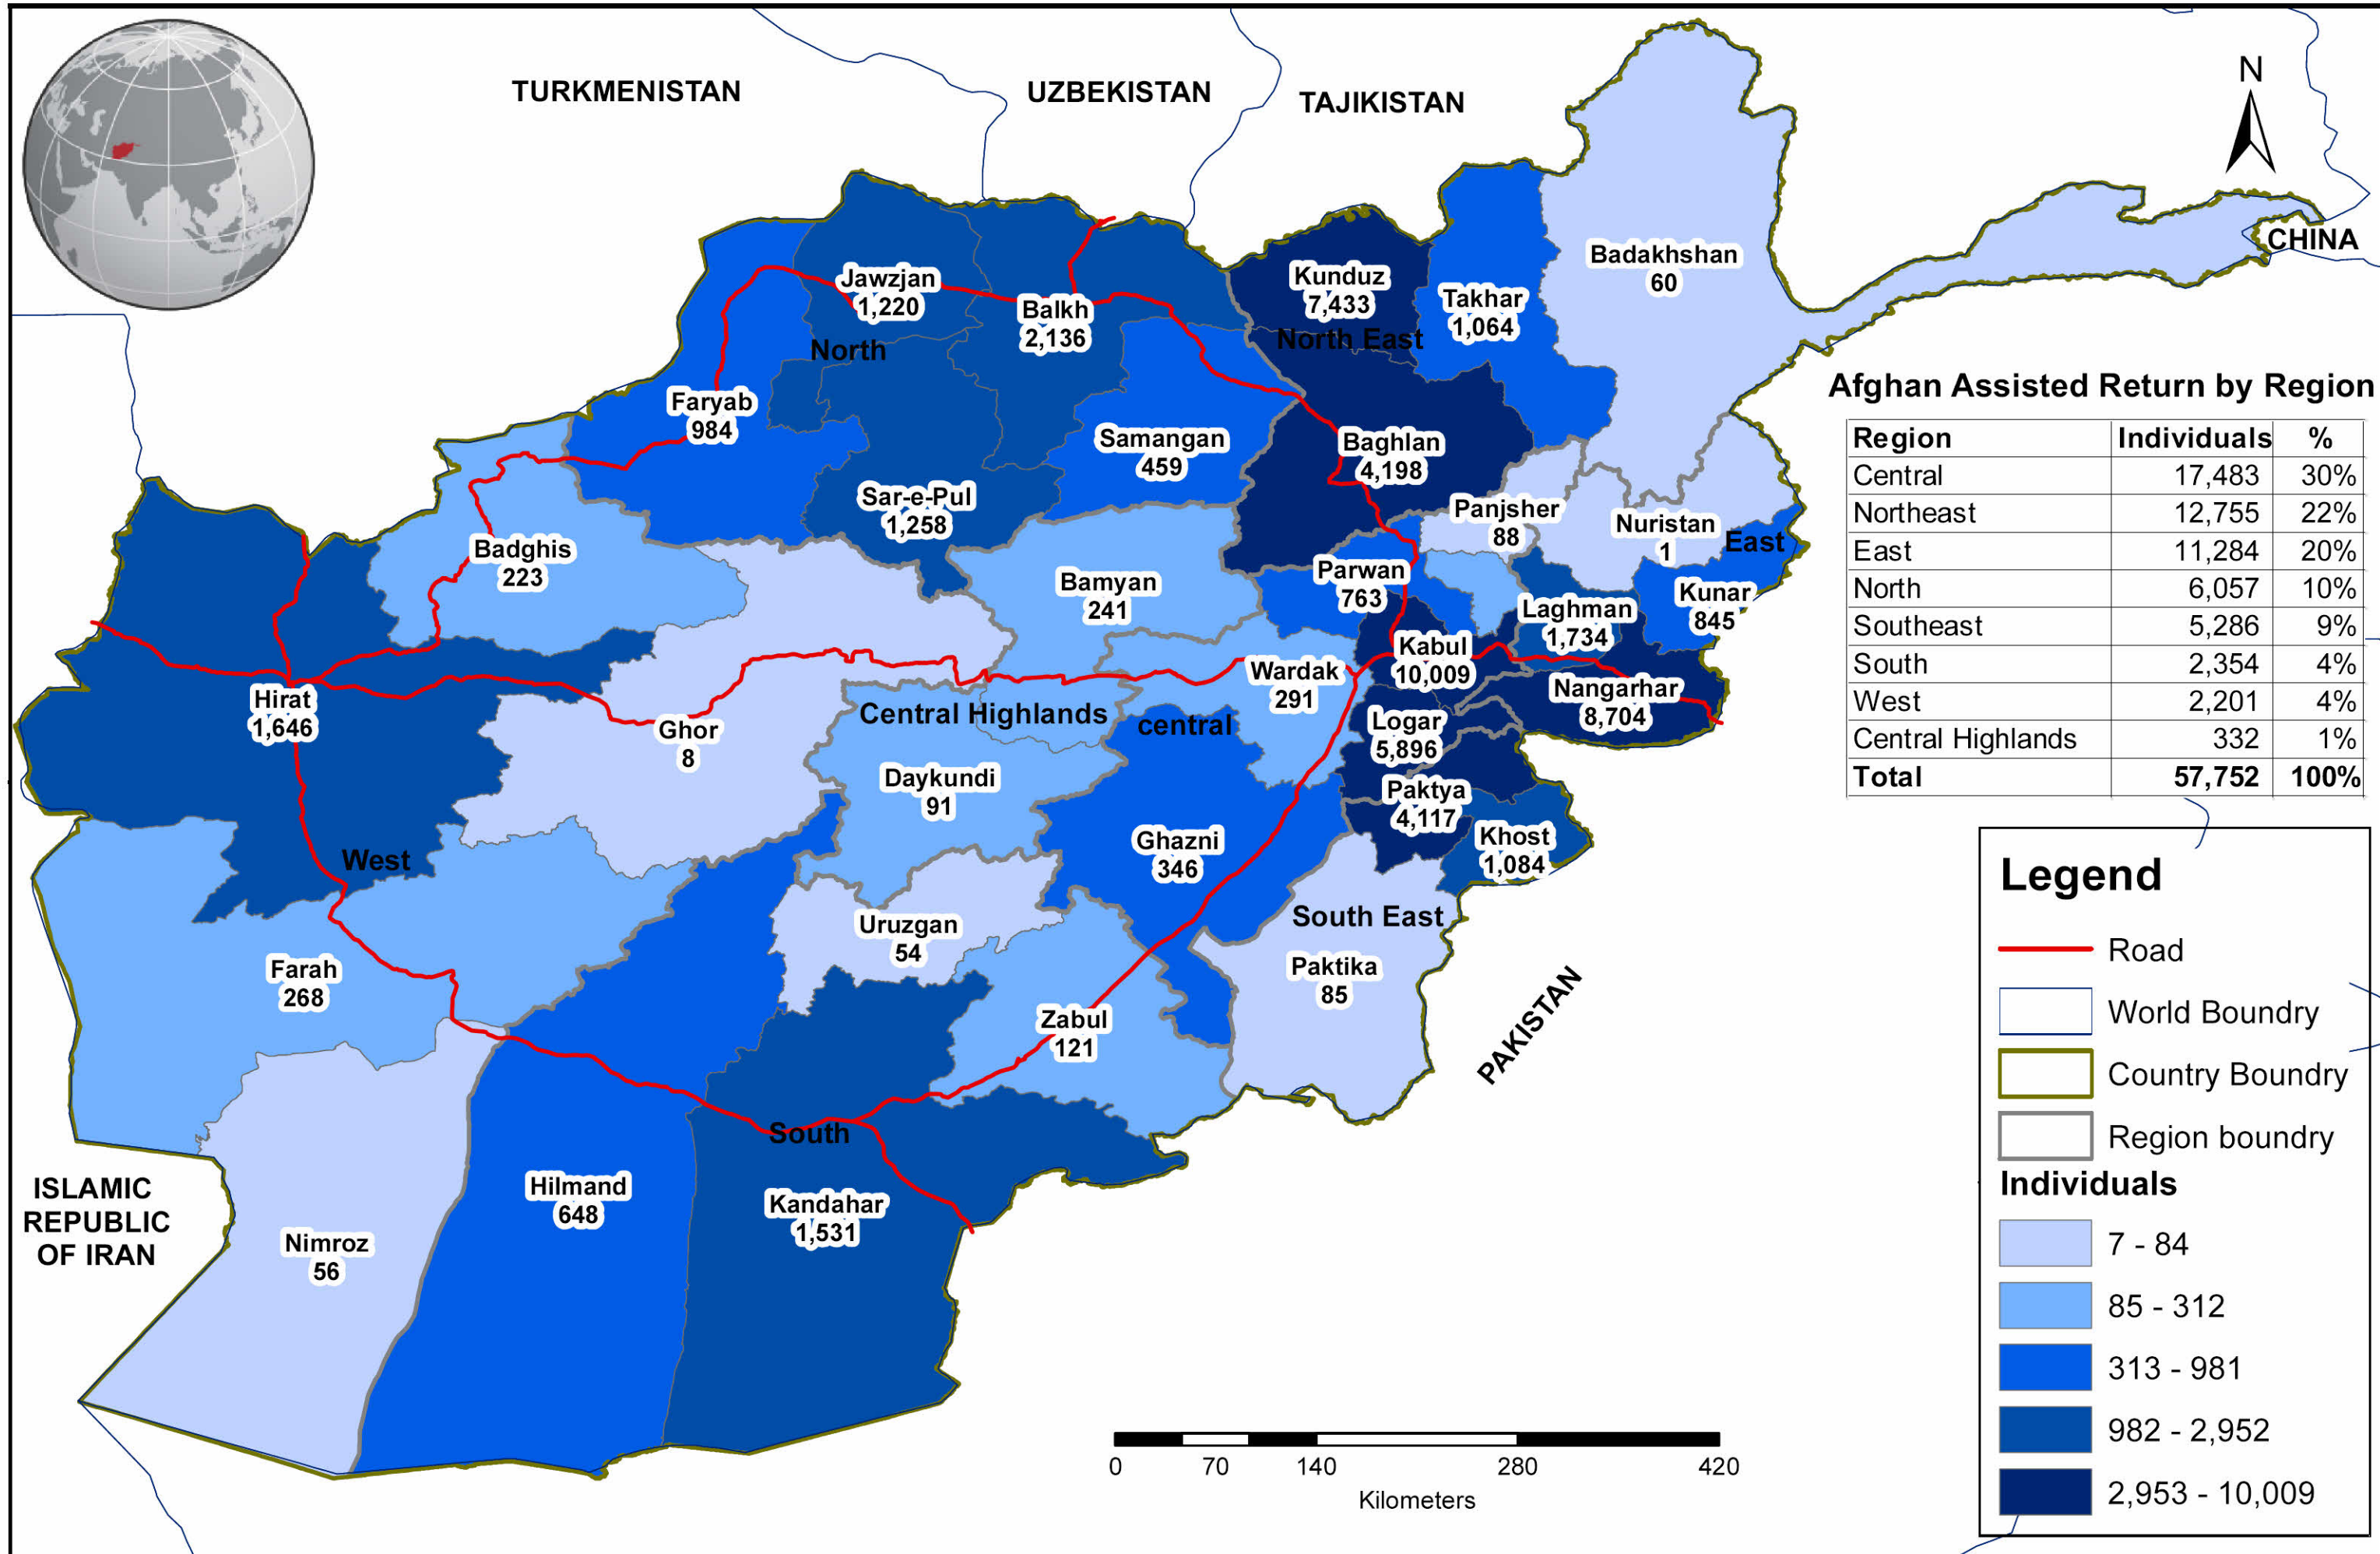 TURKMENISTAN
UZBEKISTAN
TAJIKISTAN
N
CHINA
Badakhshan
60
Kunduz
7,433
North East
Takhar
1,064
Jawzjan
1,220
Balkh
2,136
North
Faryab
984
Samangan
459
Baghlan
4,198
Sar-e-Pul
1,258
Panjsher
88
Nuristan
1
East
Badghis
223
Bamyan
241
Parwan
763
Laghman
1,734
Kunar
845
Kabul
10,009
Wardak
291
Nangarhar
8,704
Hirat
1,646
Ghor
8
Central Highlands
central
Logar
5,896
Daykundi
91
Paktya
4,117
Khost
1,084
Ghazni
346
West
Uruzgan
54
South East
Paktika
85
Farah
268
Zabul
121
PAKISTAN
South
ISLAMIC
REPUBLIC
OF IRAN
Nimroz
56
Hilmand
648
Kandahar
1,531
0 70 140 280 420
Kilometers
Afghan Assisted Return by Region
Region Individuals %
Central 17,483 30%
Northeast 12,755 22%
East 11,284 20%
North 6,057 10%
Southeast 5,286 9%
South 2,354 4%
West 2,201 4%
Central Highlands 332 1%
Total 57,752 100%
Legend
Road
World Boundry
Country Boundry
Region boundry
Individuals
7 - 84
85 - 312
313 - 981
982 - 2,952
2,953 - 10,009